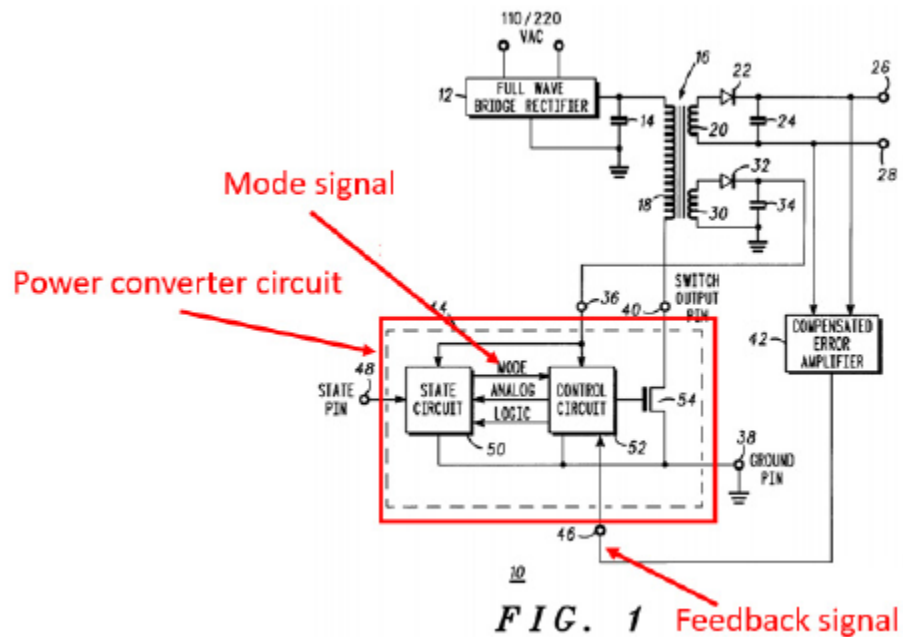 110/220
VAC
16
22
26
12
FULL WAVE
BRIDGE RECTIFIER
14
20
24
28
Mode signal
32
18
30
34
Power converter circuit
SWITCH
OUTPUT
PIN
36
40
44
42
COMPENSATED
ERROR
AMPLIFIER
48
STATE
PIN
STATE
CIRCUIT
MODE
ANALOG
LOGIC
CONTROL
CIRCUIT
54
50
52
38
GROUND
PIN
46
10
FIG. 1
Feedback signal